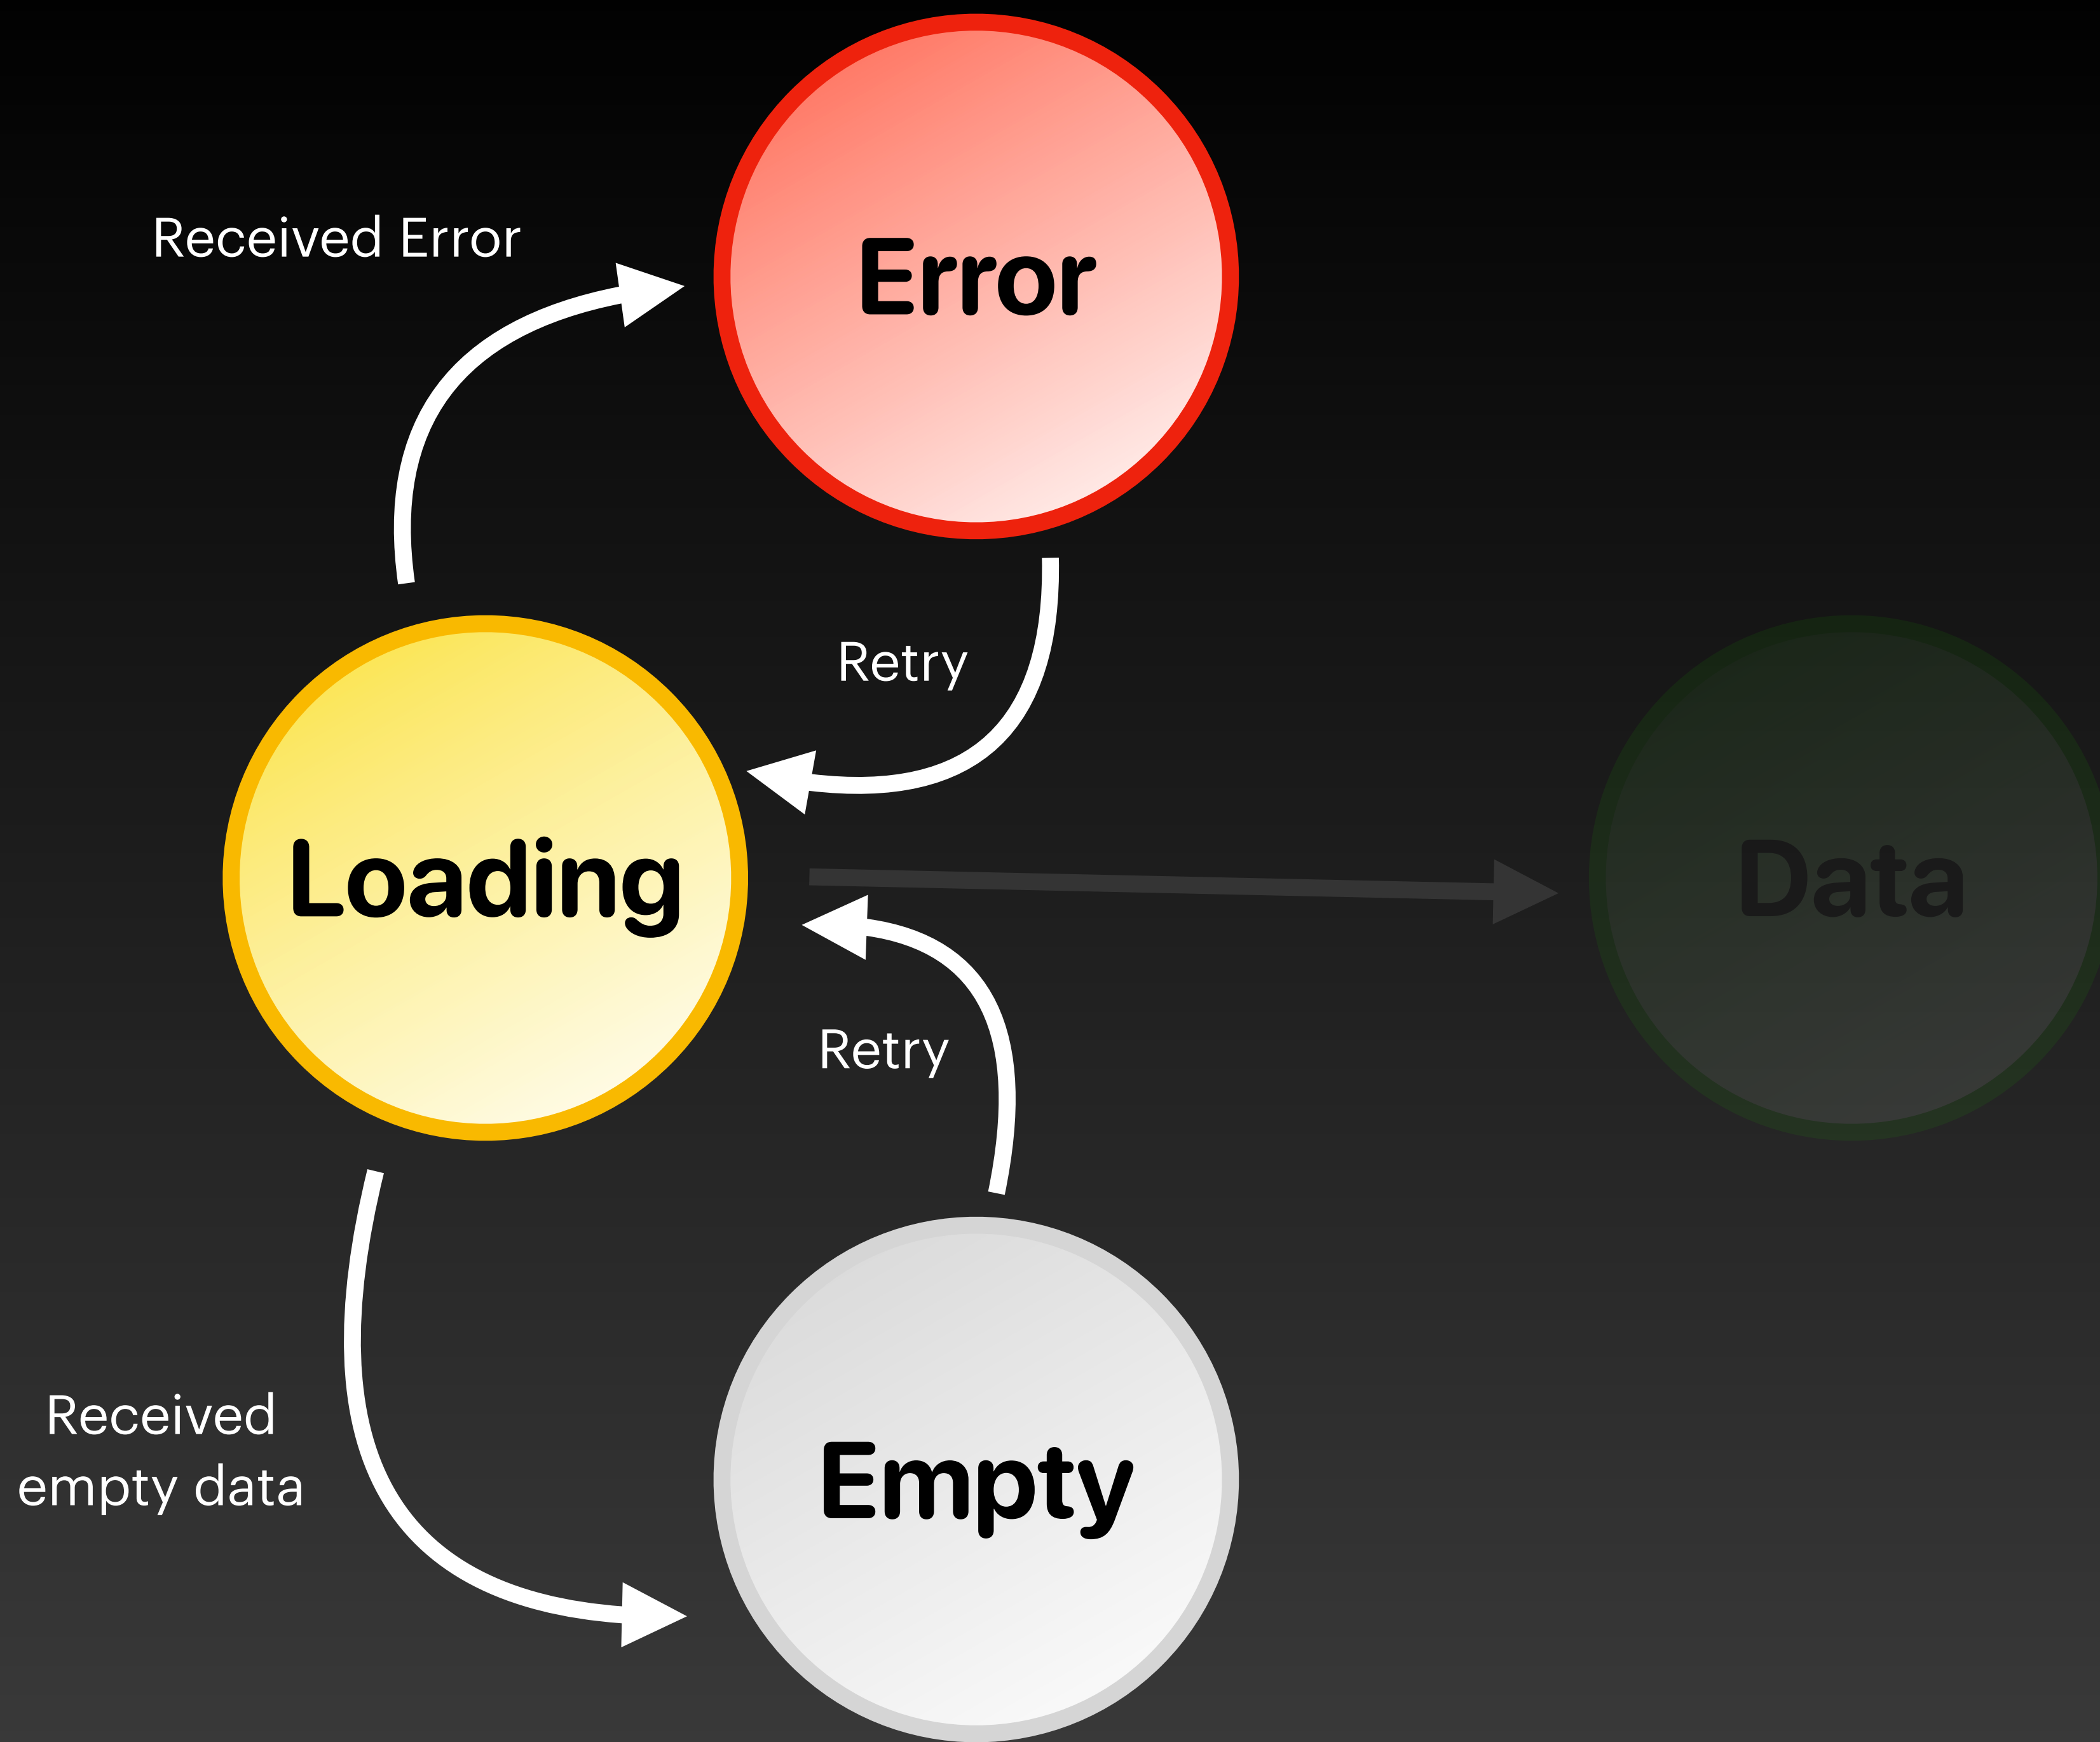 Error
Received Error
Retry
Loading
Data
Retry
Received
empty data
Empty